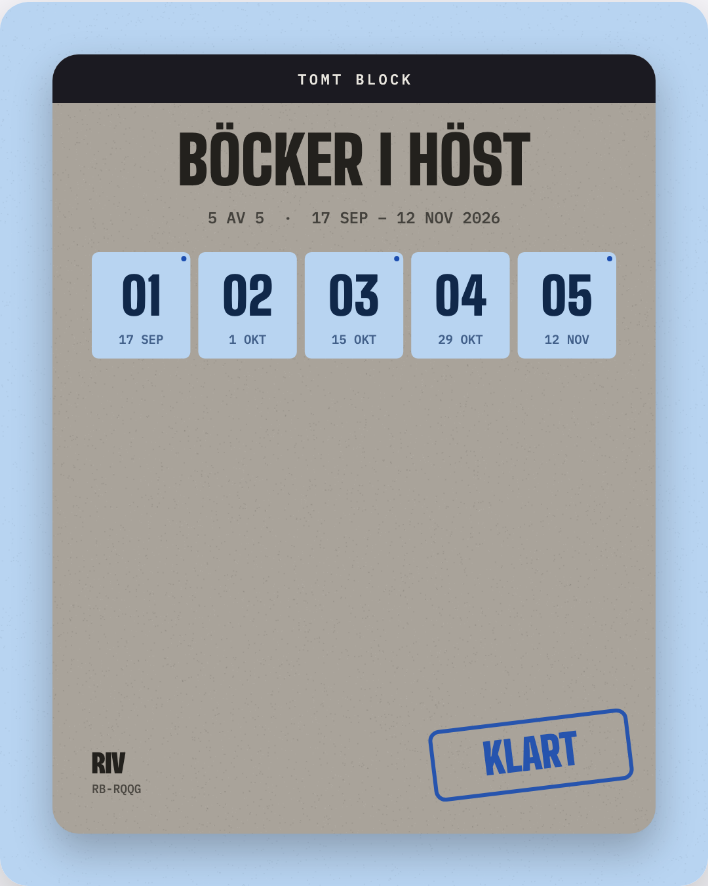 TOMT BLOCK
BÖCKER I HÖST
5 AV 5 · 17 SEP – 12 NOV 2026
01 02 03 04 05
17 SEP 1 OKT 15 OKT 29 OKT 12 NOV
KLART
RIV
RB-RQQG